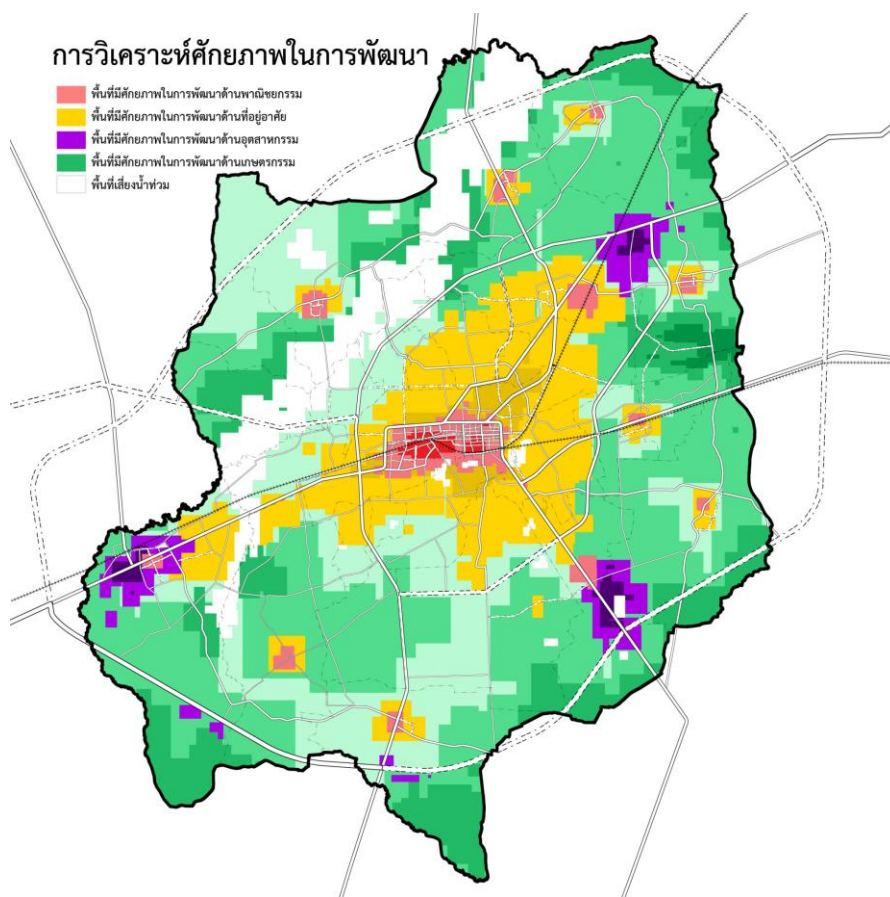 การวิเคราะห์ศักยภาพในการพัฒนา
พื้นที่มีศักยภาพในการพัฒนาด้านพาณิชยกรรม
พื้นที่มีศักยภาพในการพัฒนาด้านที่อยู่อาศัย
พื้นที่มีศักยภาพในการพัฒนาด้านอุตสาหกรรม
พื้นที่มีศักยภาพในการพัฒนาด้านเกษตรกรรม
พื้นที่เสี่ยงน้ำท่วม